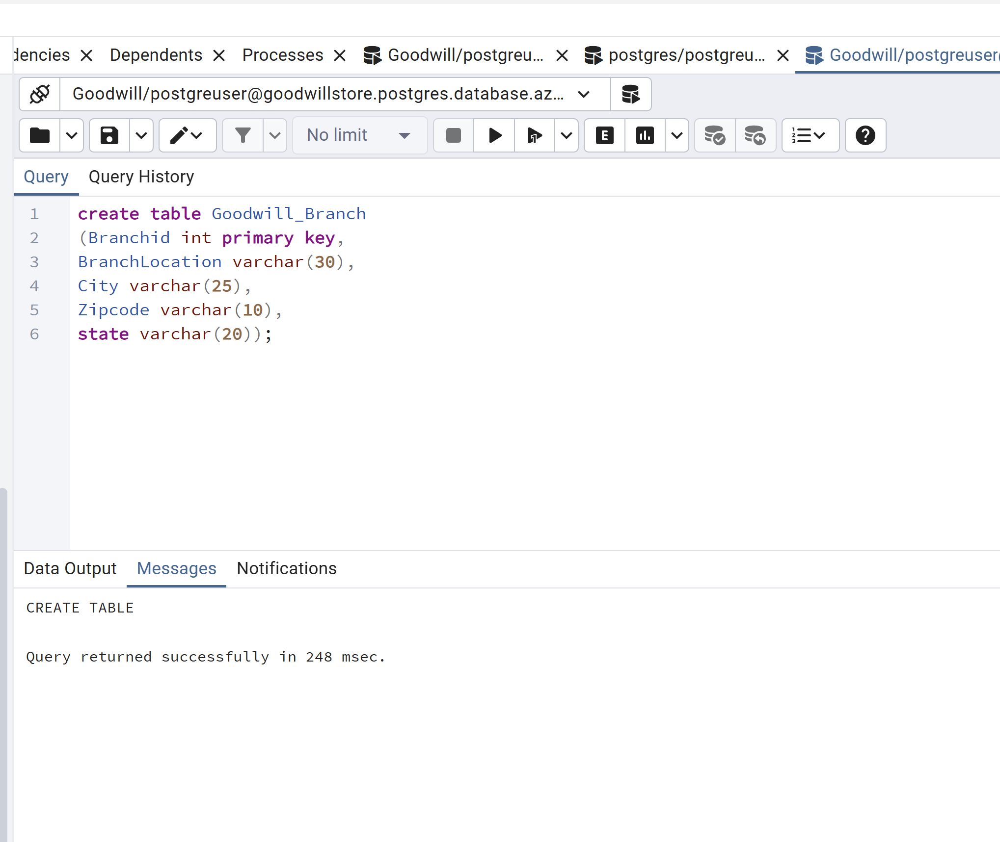 dencies Dependents Processes Goodwill/postgreu... postgres/postgreu... Goodwill/postgreuser@
Goodwill/postgreuser@goodwillstore.postgres.database.az...
No limit
Query Query History
1 create table Goodwill_Branch
2 (Branchid int primary key,
3 BranchLocation varchar(30),
4 City varchar(25),
5 Zipcode varchar(10),
6 state varchar(20));
Data Output Messages Notifications
CREATE TABLE
Query returned successfully in 248 msec.